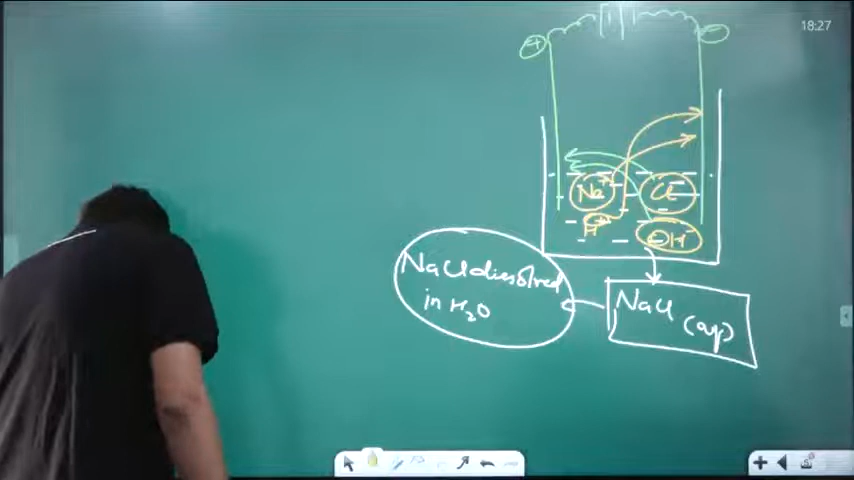 18:27
+
-
Na+ Cl-
H+ OH-
NaCl dissolved
in H2O
NaCl (aq)